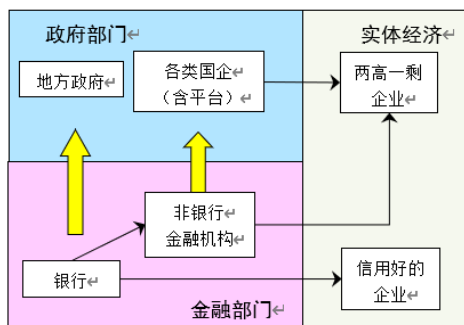 政府部门
实体经济
地方政府
各类国企
（含平台）
两高一剩
企业
非银行
金融机构
银行
信用好的
企业
金融部门